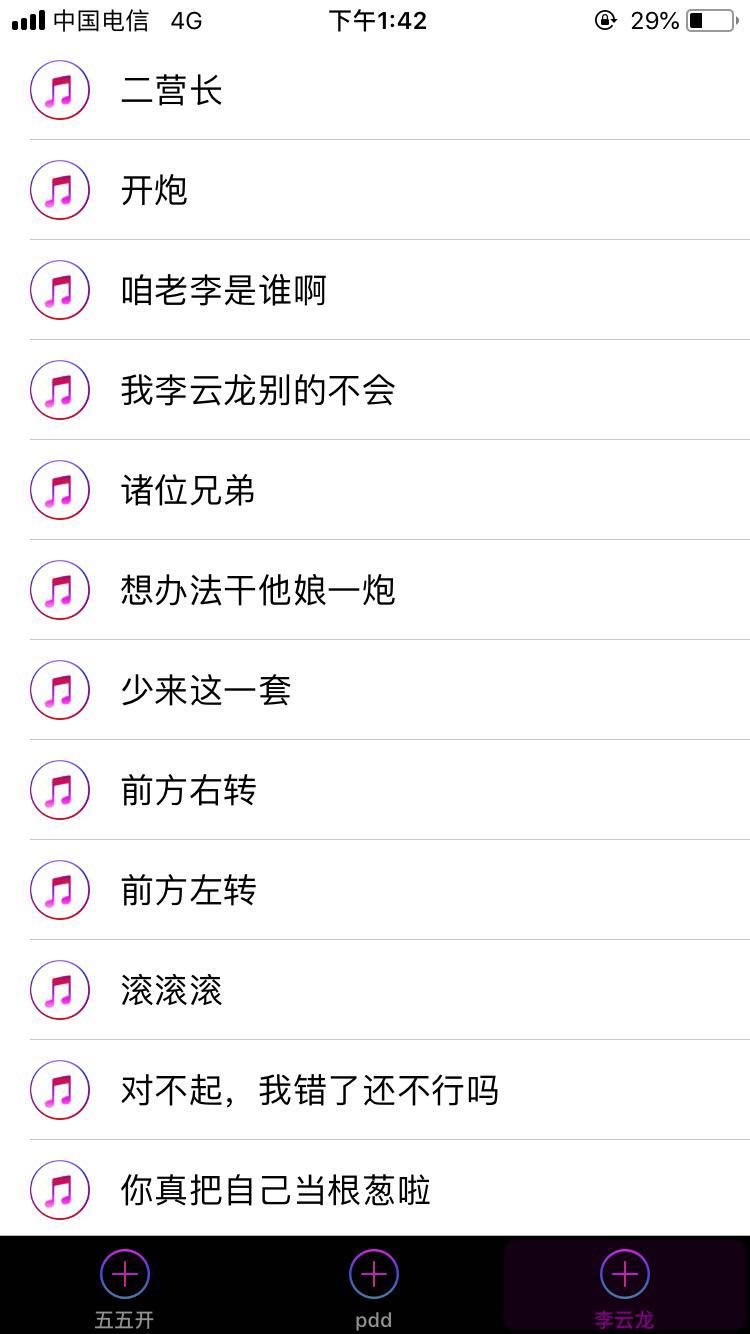 中国电信 4G 下午1:42 29%
二营长
开炮
咱老李是谁啊
我李云龙别的不会
诸位兄弟
想办法干他娘一炮
少来这一套
前方右转
前方左转
滚滚滚
对不起，我错了还不行吗
你真把自己当根葱啦
五五开 pdd 李云龙